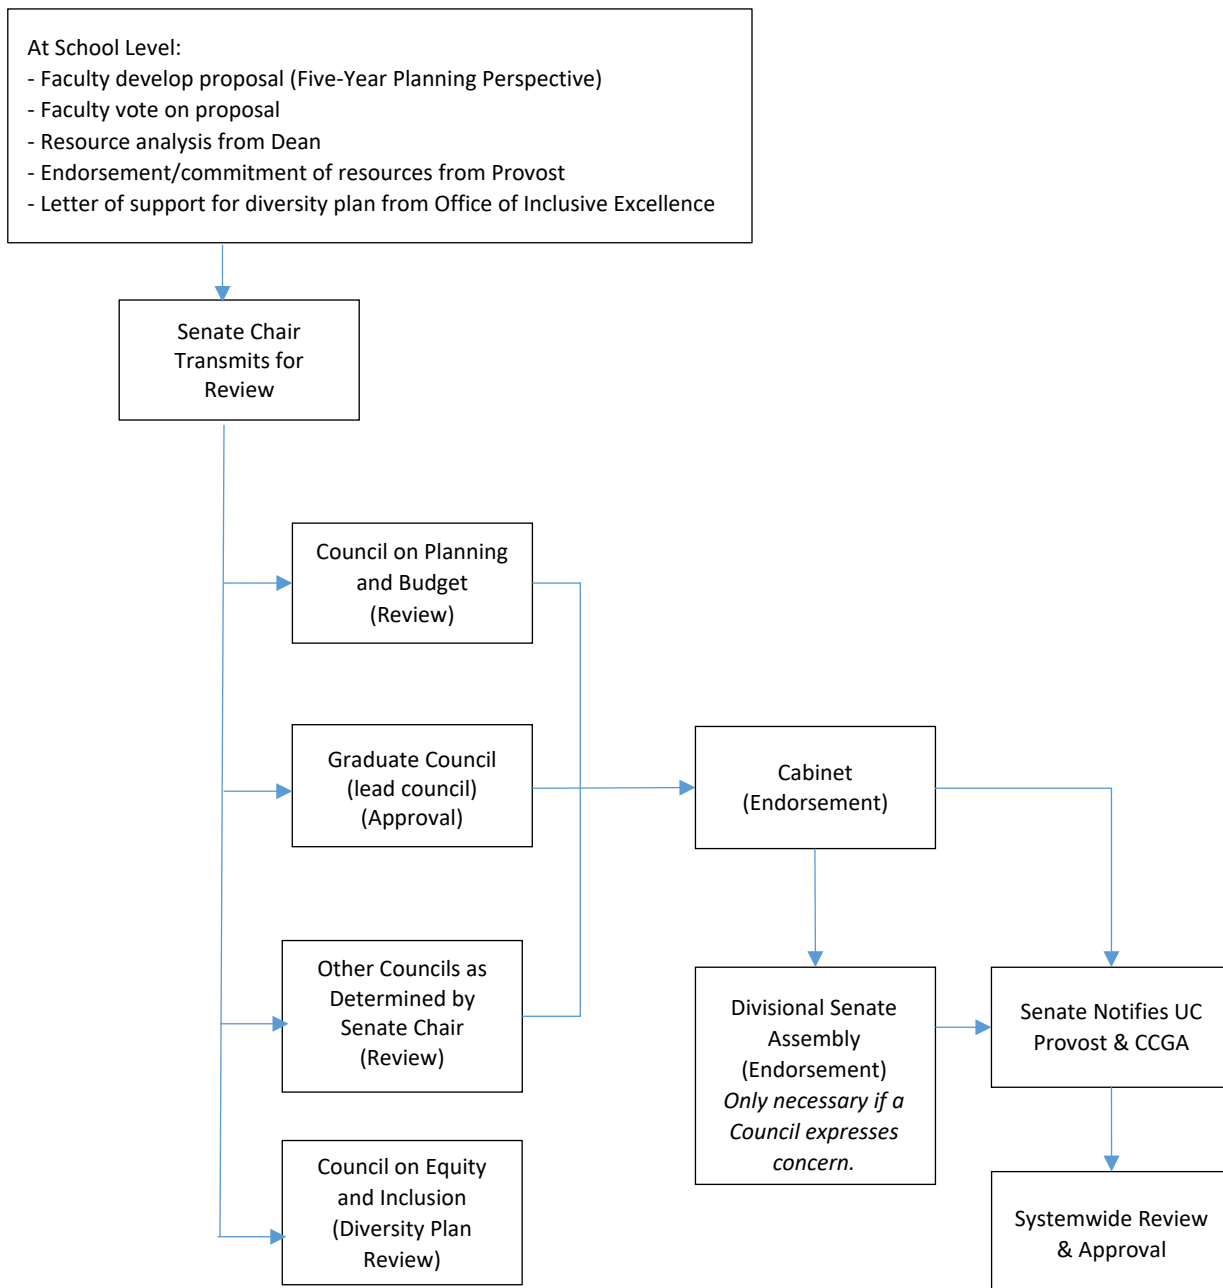 At School Level:
- Faculty develop proposal (Five-Year Planning Perspective)
- Faculty vote on proposal
- Resource analysis from Dean
- Endorsement/commitment of resources from Provost
- Letter of support for diversity plan from Office of Inclusive Excellence
Senate Chair
Transmits for
Review
Council on Planning
and Budget
(Review)
Graduate Council
(lead council)
(Approval)
Cabinet
(Endorsement)
Other Councils as
Determined by
Senate Chair
(Review)
Divisional Senate
Assembly
(Endorsement)
Only necessary if a
Council expresses
concern.
Senate Notifies UC
Provost & CCGA
Council on Equity
and Inclusion
(Diversity Plan
Review)
Systemwide Review
& Approval